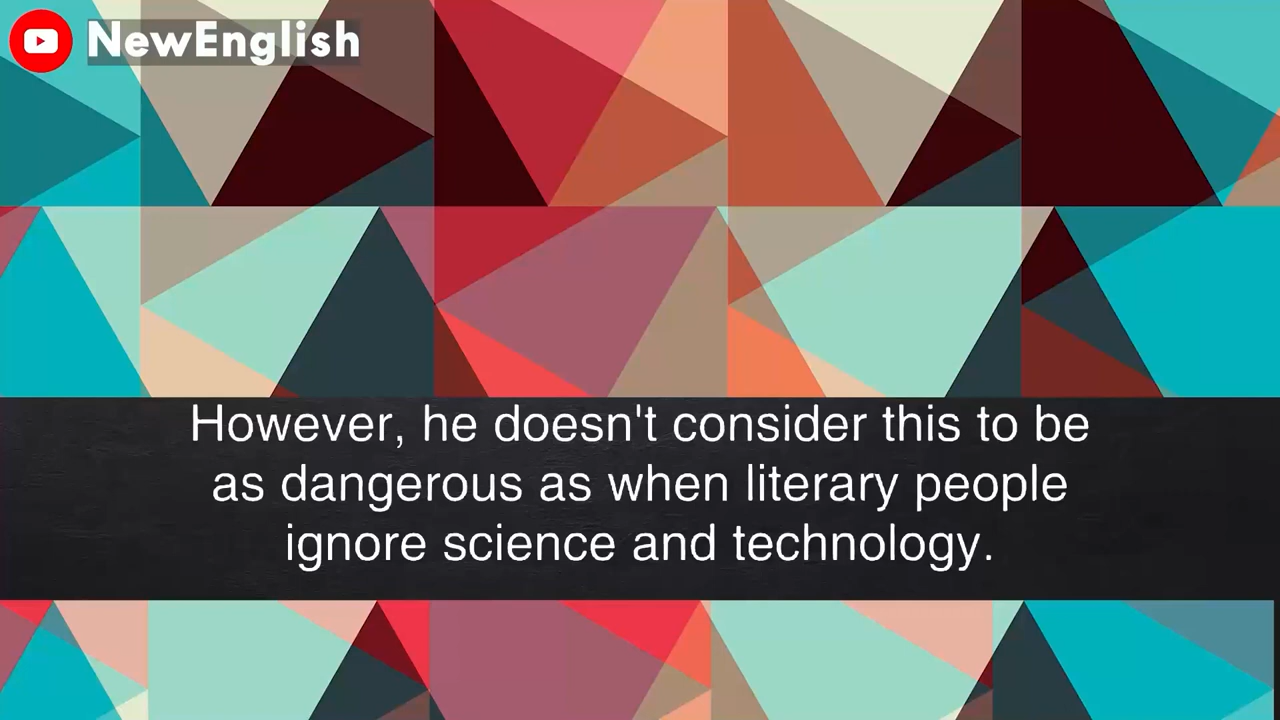 NewEnglish
However, he doesn't consider this to be
as dangerous as when literary people
ignore science and technology.